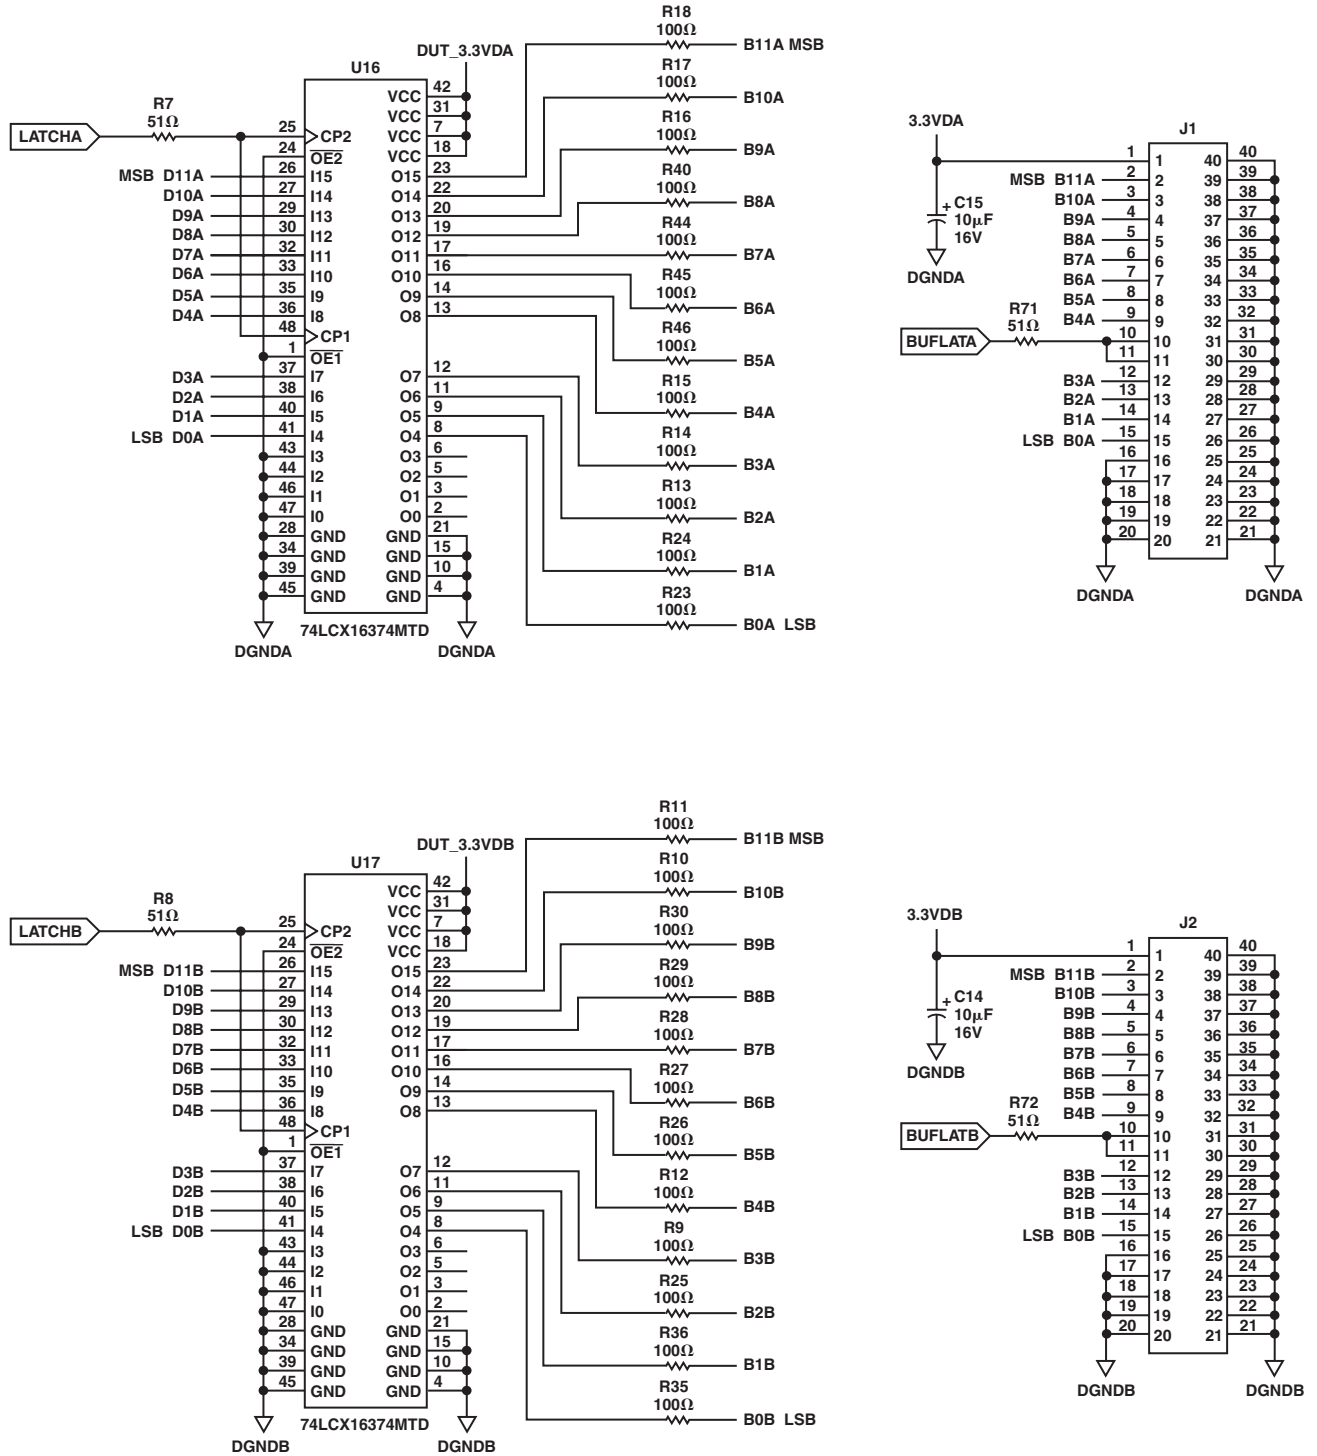 R18
100Ω
B11A MSB
R17
100Ω
B10A
R16
100Ω
B9A
R40
100Ω
B8A
R44
100Ω
B7A
R45
100Ω
B6A
R46
100Ω
B5A
R15
100Ω
B4A
R14
100Ω
B3A
R13
100Ω
B2A
R24
100Ω
B1A
R23
100Ω
B0A LSB
DUT_3.3VDA
U16
R7
51Ω
LATCHA
25 CP2
24 OE2
MSB D11A 26 I15
D10A 27 I14
D9A 29 I13
D8A 30 I12
D7A 32 I11
D6A 33 I10
D5A 35 I9
D4A 36 I8
48 CP1
1 OE1
D3A 37 I7
D2A 38 I6
D1A 40 I5
LSB D0A 41 I4
43 I3
44 I2
46 I1
47 I0
28 GND
34 GND
39 GND
45 GND
VCC 42
VCC 31
VCC 7
VCC 18
O15 23
O14 22
O13 20
O12 19
O11 17
O10 16
O9 14
O8 13
O7 12
O6 11
O5 9
O4 8
O3 6
O2 5
O1 3
O0 2
GND 21
GND 15
GND 10
GND 4
74LCX16374MTD
DGNDA
DGNDA
3.3VDA
C15
+
10µF
16V
DGNDA
BUFLATA
R71
51Ω
J1
1 1 40 40
MSB B11A 2 2 39 39
B10A 3 3 38 38
B9A 4 4 37 37
B8A 5 5 36 36
B7A 6 6 35 35
B6A 7 7 34 34
B5A 8 8 33 33
B4A 9 9 32 32
10 10 31 31
11 11 30 30
B3A 12 12 29 29
B2A 13 13 28 28
B1A 14 14 27 27
LSB B0A 15 15 26 26
16 16 25 25
17 17 24 24
18 18 23 23
19 19 22 22
20 20 21 21
DGNDA
DGNDA
R11
100Ω
B11B MSB
R10
100Ω
B10B
R30
100Ω
B9B
R29
100Ω
B8B
R28
100Ω
B7B
R27
100Ω
B6B
R26
100Ω
B5B
R12
100Ω
B4B
R9
100Ω
B3B
R25
100Ω
B2B
R36
100Ω
B1B
R35
100Ω
B0B LSB
DUT_3.3VDB
U17
R8
51Ω
LATCHB
25 CP2
24 OE2
MSB D11B 26 I15
D10B 27 I14
D9B 29 I13
D8B 30 I12
D7B 32 I11
D6B 33 I10
D5B 35 I9
D4B 36 I8
48 CP1
1 OE1
D3B 37 I7
D2B 38 I6
D1B 40 I5
LSB D0B 41 I4
43 I3
44 I2
46 I1
47 I0
28 GND
34 GND
39 GND
45 GND
VCC 42
VCC 31
VCC 7
VCC 18
O15 23
O14 22
O13 20
O12 19
O11 17
O10 16
O9 14
O8 13
O7 12
O6 11
O5 9
O4 8
O3 6
O2 5
O1 3
O0 2
GND 21
GND 15
GND 10
GND 4
74LCX16374MTD
DGNDB
DGNDB
3.3VDB
C14
+
10µF
16V
DGNDB
BUFLATB
R72
51Ω
J2
1 1 40 40
MSB B11B 2 2 39 39
B10B 3 3 38 38
B9B 4 4 37 37
B8B 5 5 36 36
B7B 6 6 35 35
B6B 7 7 34 34
B5B 8 8 33 33
B4B 9 9 32 32
10 10 31 31
11 11 30 30
B3B 12 12 29 29
B2B 13 13 28 28
B1B 14 14 27 27
LSB B0B 15 15 26 26
16 16 25 25
17 17 24 24
18 18 23 23
19 19 22 22
20 20 21 21
DGNDB
DGNDB